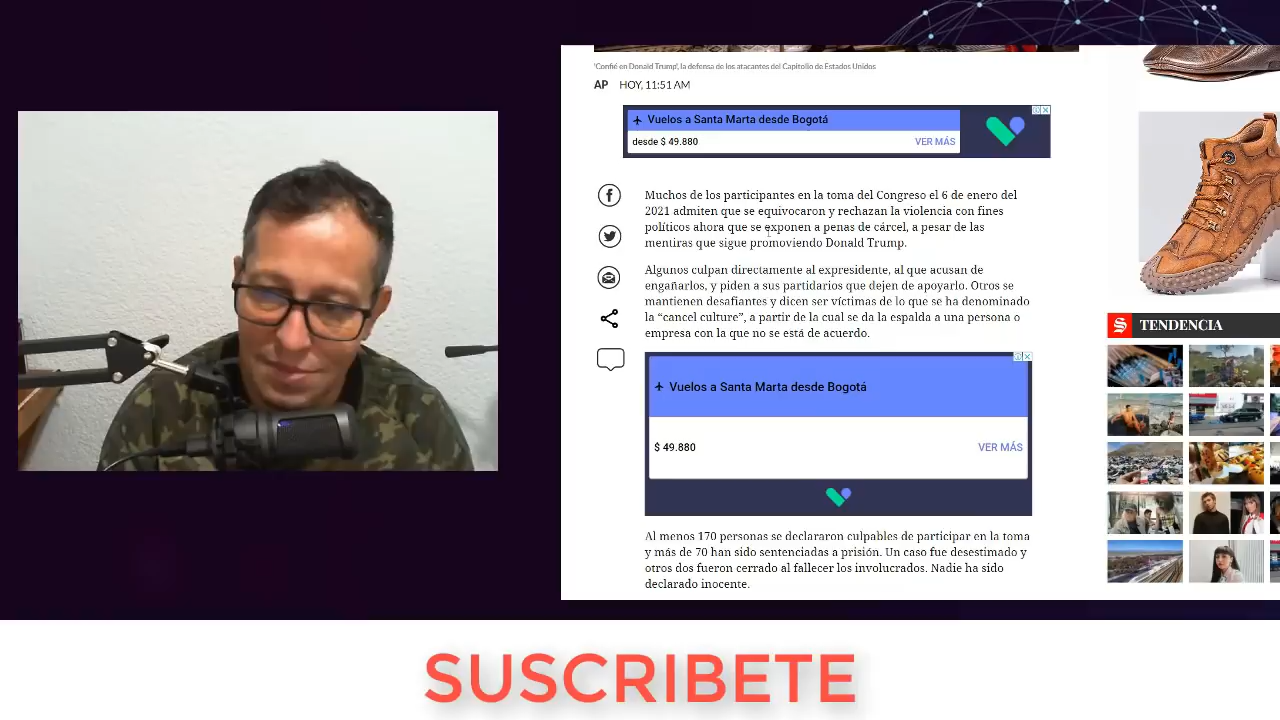 'Confié en Donald Trump', la defensa de los atacantes del Capitolio de Estados Unidos
AP HOY, 11:51 AM
Vuelos a Santa Marta desde Bogotá
desde $ 49.880 VER MÁS
Muchos de los participantes en la toma del Congreso el 6 de enero del
2021 admiten que se equivocaron y rechazan la violencia con fines
políticos ahora que se exponen a penas de cárcel, a pesar de las
mentiras que sigue promoviendo Donald Trump.
Algunos culpan directamente al expresidente, al que acusan de
engañarlos, y piden a sus partidarios que dejen de apoyarlo. Otros se
mantienen desafiantes y dicen ser víctimas de lo que se ha denominado
la “cancel culture”, a partir de la cual se da la espalda a una persona o
empresa con la que no se está de acuerdo.
Vuelos a Santa Marta desde Bogotá
$ 49.880 VER MÁS
Al menos 170 personas se declararon culpables de participar en la toma
y más de 70 han sido sentenciadas a prisión. Un caso fue desestimado y
otros dos fueron cerrado al fallecer los involucrados. Nadie ha sido
declarado inocente.
S TENDENCIA
SUSCRIBETE